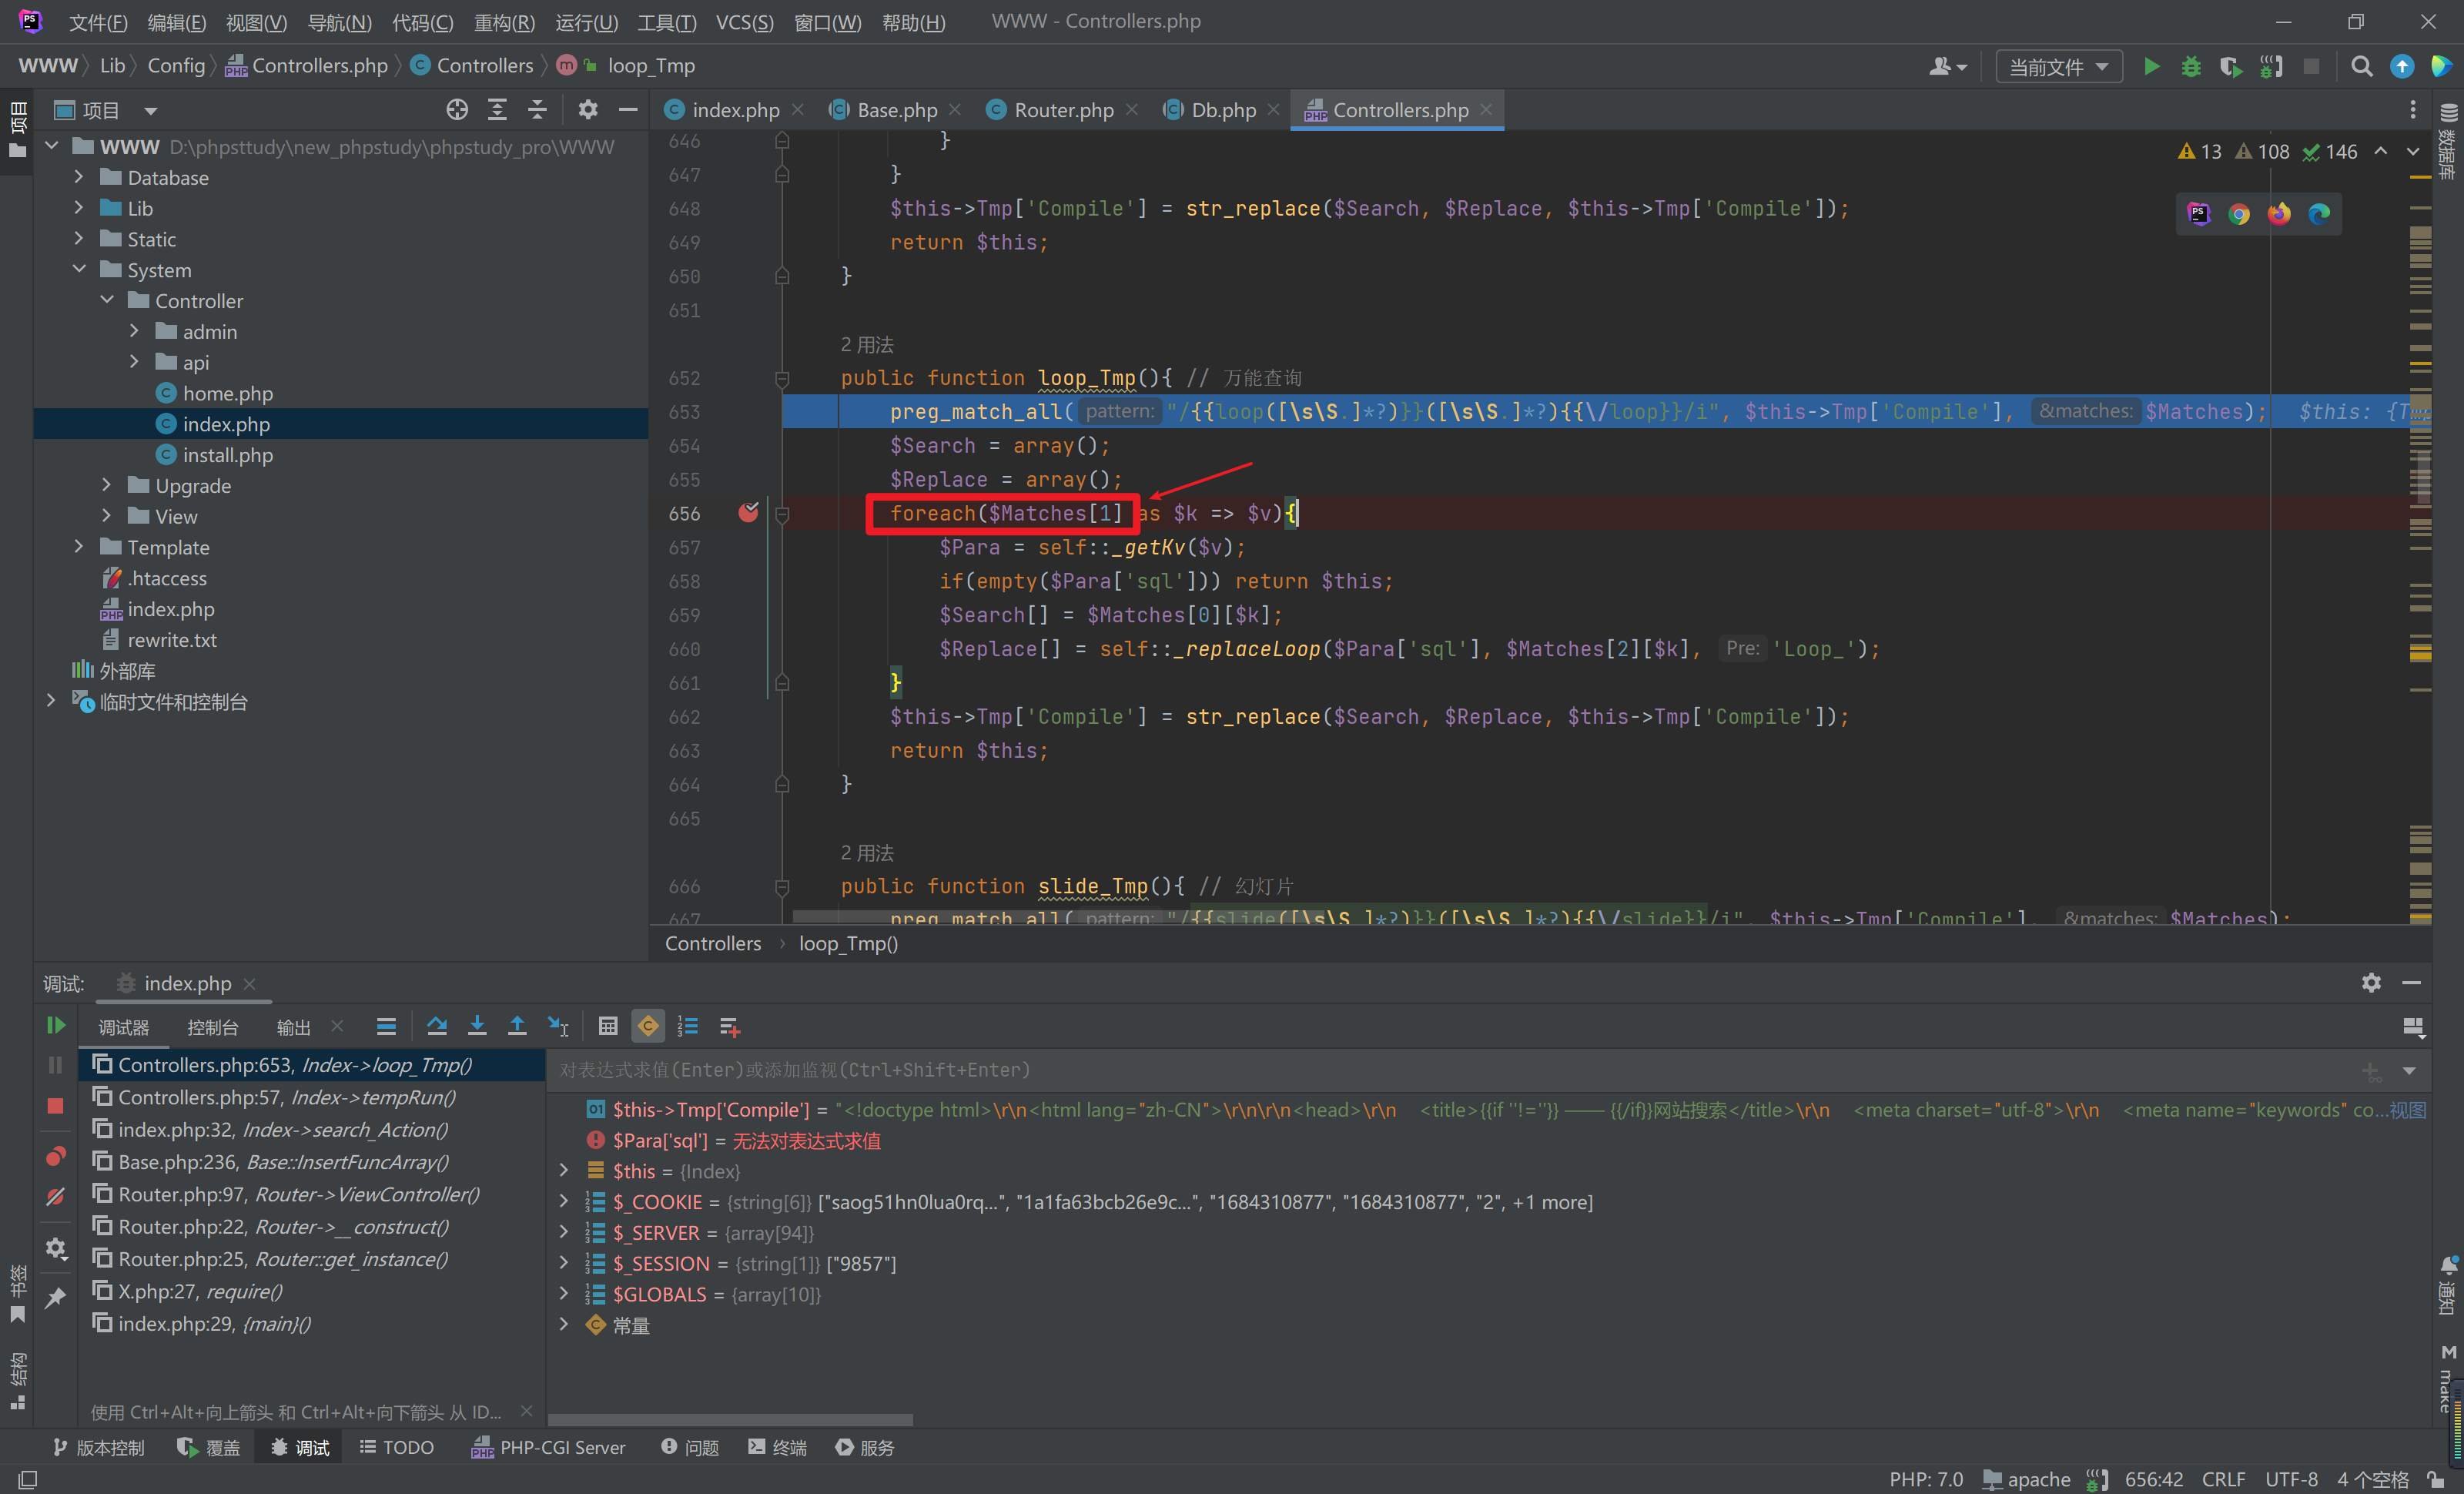 文件(F) 编辑(E) 视图(V) 导航(N) 代码(C) 重构(R) 运行(U) 工具(T) VCS(S) 窗口(W) 帮助(H) WWW - Controllers.php
WWW Lib Config Controllers.php Controllers m loop_Tmp 当前文件
项目
项目
index.php Base.php Router.php Db.php Controllers.php
数据库
WWW D:\phpsttudy\new_phpstudy\phpstudy_pro\WWW
Database
Lib
Static
System
Controller
admin
api
home.php
index.php
install.php
Upgrade
View
Template
.htaccess
index.php
rewrite.txt
外部库
临时文件和控制台
13 108 146
646 }
647 }
648 $this->Tmp['Compile'] = str_replace($Search, $Replace, $this->Tmp['Compile']);
649 return $this;
650 }
651
2 用法
652 public function loop_Tmp(){ // 万能查询
653 preg_match_all( pattern: "/{{loop([\s\S.]*?)}}([\s\S.]*?){{\/loop}}/i", $this->Tmp['Compile'], &matches: $Matches); $this: {Tmp
654 $Search = array();
655 $Replace = array();
656 foreach($Matches[1] as $k => $v){
657 $Para = self::_getKv($v);
658 if(empty($Para['sql'])) return $this;
659 $Search[] = $Matches[0][$k];
660 $Replace[] = self::_replaceLoop($Para['sql'], $Matches[2][$k], Pre: 'Loop_');
661 }
662 $this->Tmp['Compile'] = str_replace($Search, $Replace, $this->Tmp['Compile']);
663 return $this;
664 }
665
2 用法
666 public function slide_Tmp(){ // 幻灯片
667 preg_match_all( pattern: "/{{slide([\s\S.]*?)}}([\s\S.]*?){{\/slide}}/i", $this->Tmp['Compile'], &matches: $Matches);
Controllers › loop_Tmp()
调试: index.php
调试器 控制台 输出
Controllers.php:653, Index->loop_Tmp()
Controllers.php:57, Index->tempRun()
index.php:32, Index->search_Action()
Base.php:236, Base::InsertFuncArray()
Router.php:97, Router->ViewController()
Router.php:22, Router->__construct()
Router.php:25, Router::get_instance()
X.php:27, require()
index.php:29, {main}()
使用 Ctrl+Alt+向上箭头 和 Ctrl+Alt+向下箭头 从 ID...
对表达式求值(Enter)或添加监视(Ctrl+Shift+Enter)
$this->Tmp['Compile'] = "<!doctype html>\r\n<html lang="zh-CN">\r\n\r\n<head>\r\n <title>{{if ''!=''}} —— {{/if}}网站搜索</title>\r\n <meta charset="utf-8">\r\n <meta name="keywords" co...视图
$Para['sql'] = 无法对表达式求值
$this = {Index}
$_COOKIE = {string[6]} ["saog51hn0lua0rq...", "1a1fa63bcb26e9c...", "1684310877", "1684310877", "2", +1 more]
$_SERVER = {array[94]}
$_SESSION = {string[1]} ["9857"]
$GLOBALS = {array[10]}
常量
书签
结构
通知
make
版本控制 覆盖 调试 TODO PHP-CGI Server 问题 终端 服务
PHP: 7.0 apache 656:42 CRLF UTF-8 4 个空格